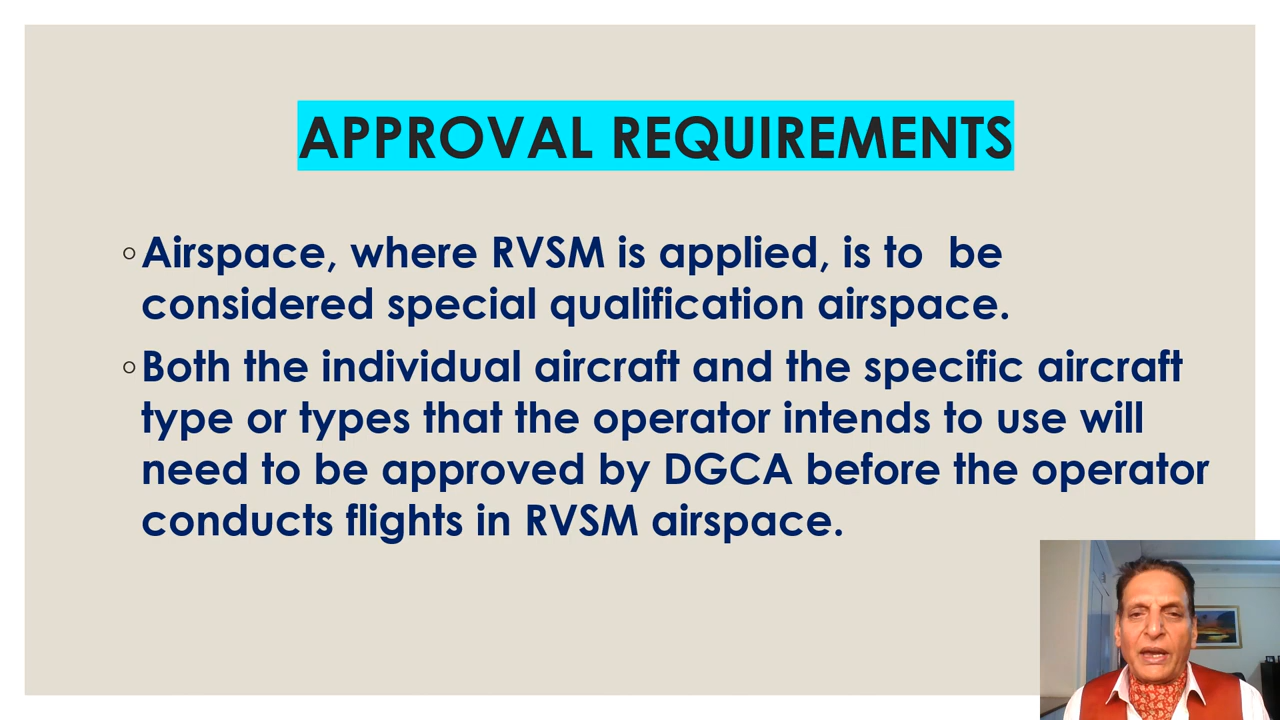 APPROVAL REQUIREMENTS
Airspace, where RVSM is applied, is to  be
considered special qualification airspace.
Both the individual aircraft and the specific aircraft
type or types that the operator intends to use will
need to be approved by DGCA before the operator
conducts flights in RVSM airspace.